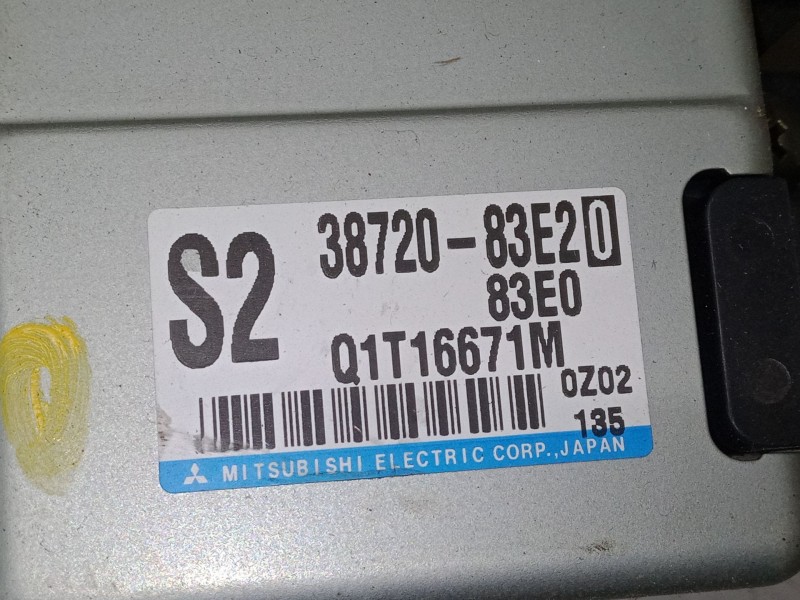 S2
38720-83E20
83E0
Q1T16671M
0Z02
135
MITSUBISHI ELECTRIC CORP., JAPAN